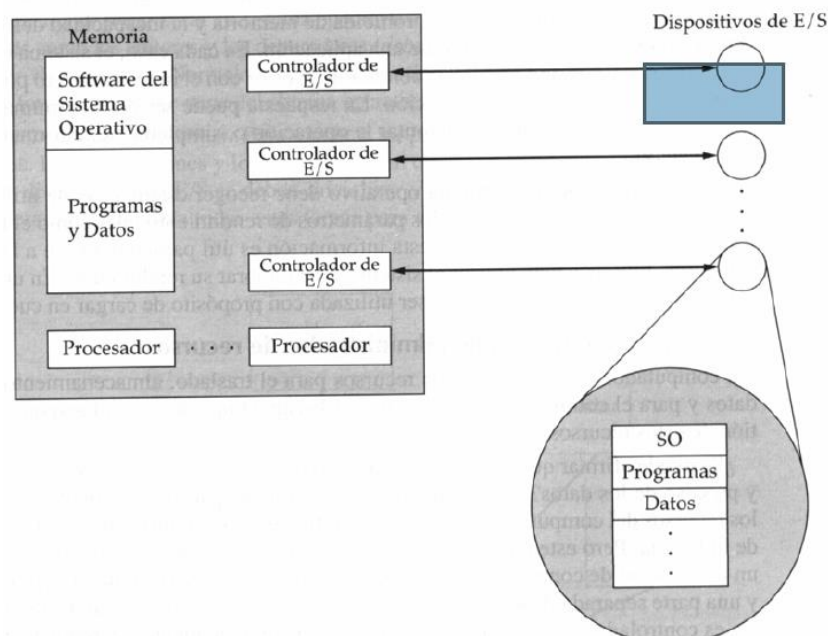 Dispositivos de E/S
Memoria
Software del
Sistema
Operativo
Programas
y Datos
Controlador de
E/S
Controlador de
E/S
Controlador de
E/S
Procesador
Procesador
SO
Programas
Datos